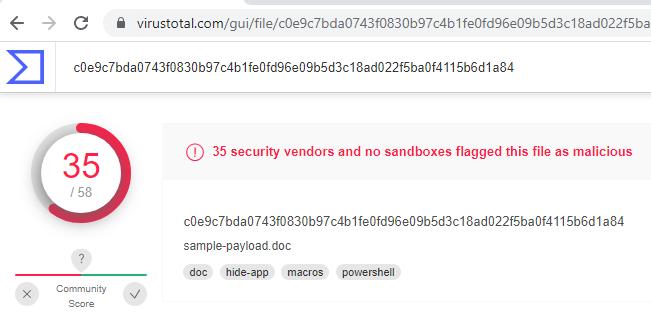 virustotal.com/gui/file/c0e9c7bda0743f0830b97c4b1fe0fd96e09b5d3c18ad022f5ba
c0e9c7bda0743f0830b97c4b1fe0fd96e09b5d3c18ad022f5ba0f4115b6d1a84
35
/ 58
35 security vendors and no sandboxes flagged this file as malicious
c0e9c7bda0743f0830b97c4b1fe0fd96e09b5d3c18ad022f5ba0f4115b6d1a84
sample-payload.doc
doc hide-app macros powershell
?
Community
Score